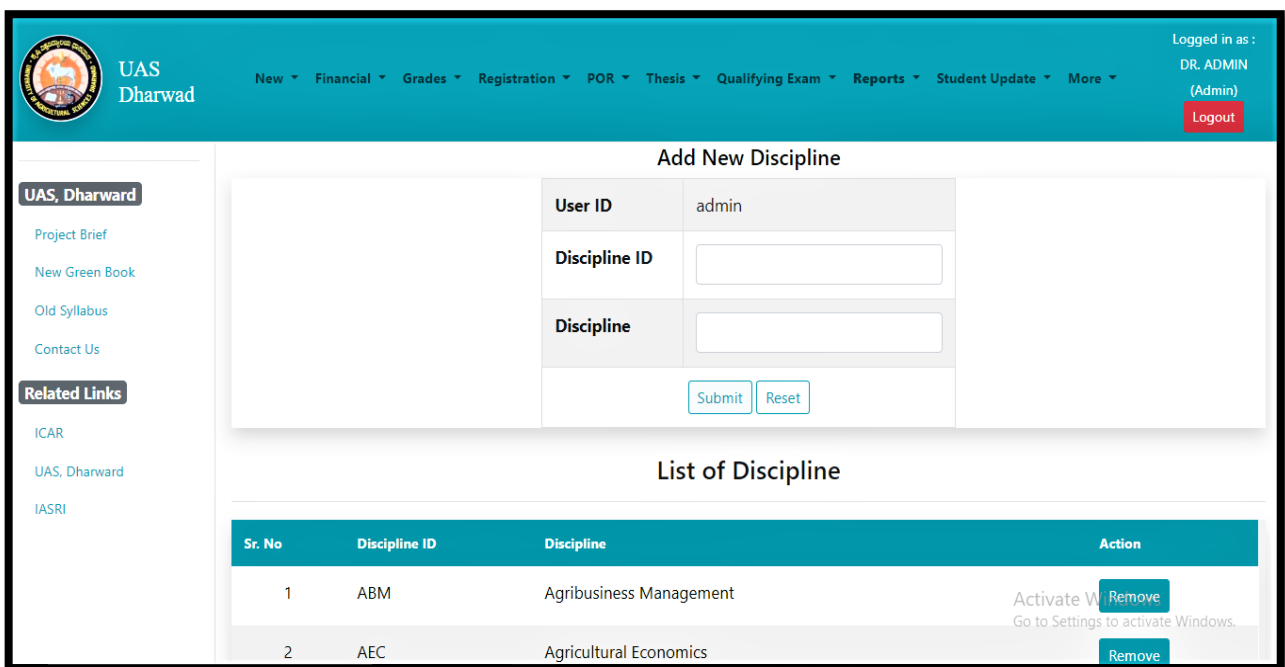 UAS
Dharwad
New Financial Grades Registration POR Thesis Qualifying Exam Reports Student Update More
Logged in as :
DR. ADMIN
(Admin)
Logout
UAS, Dharward
Project Brief
New Green Book
Old Syllabus
Contact Us
Related Links
ICAR
UAS, Dharward
IASRI
Add New Discipline
User ID admin
Discipline ID
Discipline
Submit Reset
List of Discipline
Sr. No Discipline ID Discipline Action
1 ABM Agribusiness Management Remove
2 AEC Agricultural Economics Remove
Activate Windows
Go to Settings to activate Windows.